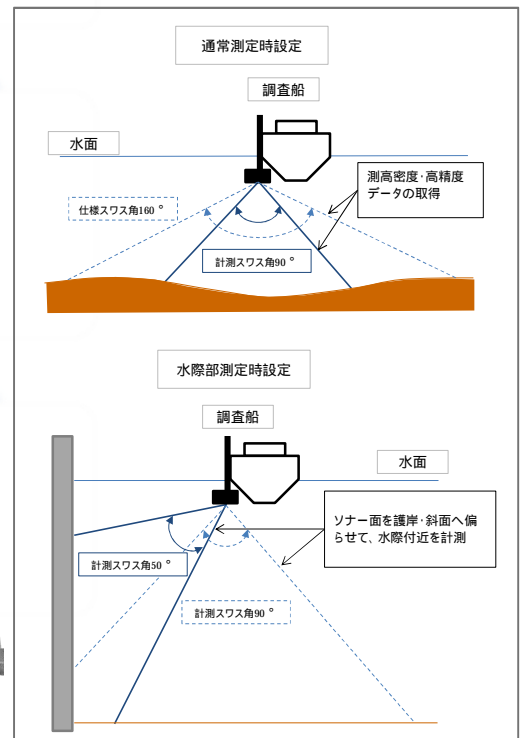 通常測定時設定
調査船
水面
測高密度・高精度
データの取得
仕様スワス角160°
計測スワス角90°
水際部測定時設定
調査船
水面
ソナー面を護岸・斜面へ偏
らせて、水際付近を計測
計測スワス角50°
計測スワス角90°